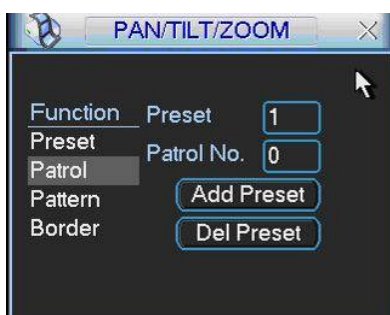 PAN/TILT/ZOOM
Function
Preset
Patrol
Pattern
Border
Preset 1
Patrol No. 0
Add Preset
Del Preset